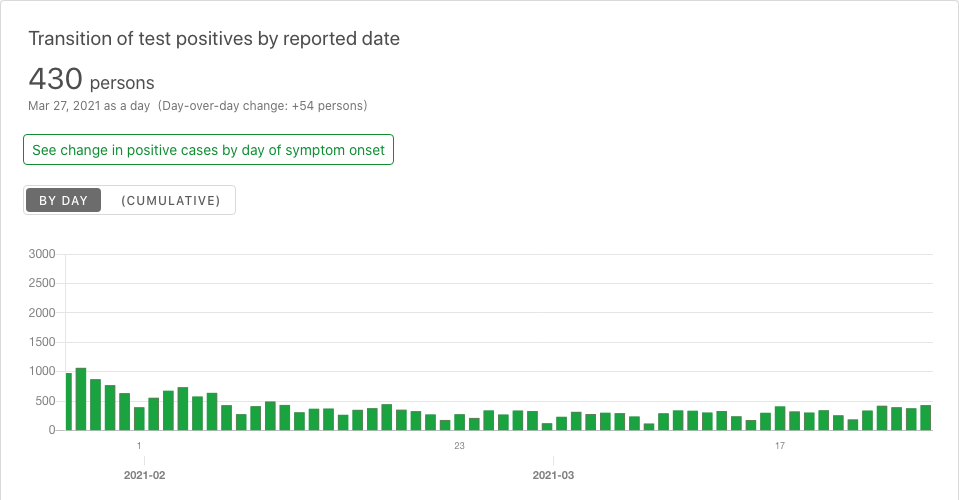 Transition of test positives by reported date
430 persons
Mar 27, 2021 as a day (Day-over-day change: +54 persons)
See change in positive cases by day of symptom onset
BY DAY (CUMULATIVE)
3000
2500
2000
1500
1000
500
0
1 23 17
2021-02 2021-03